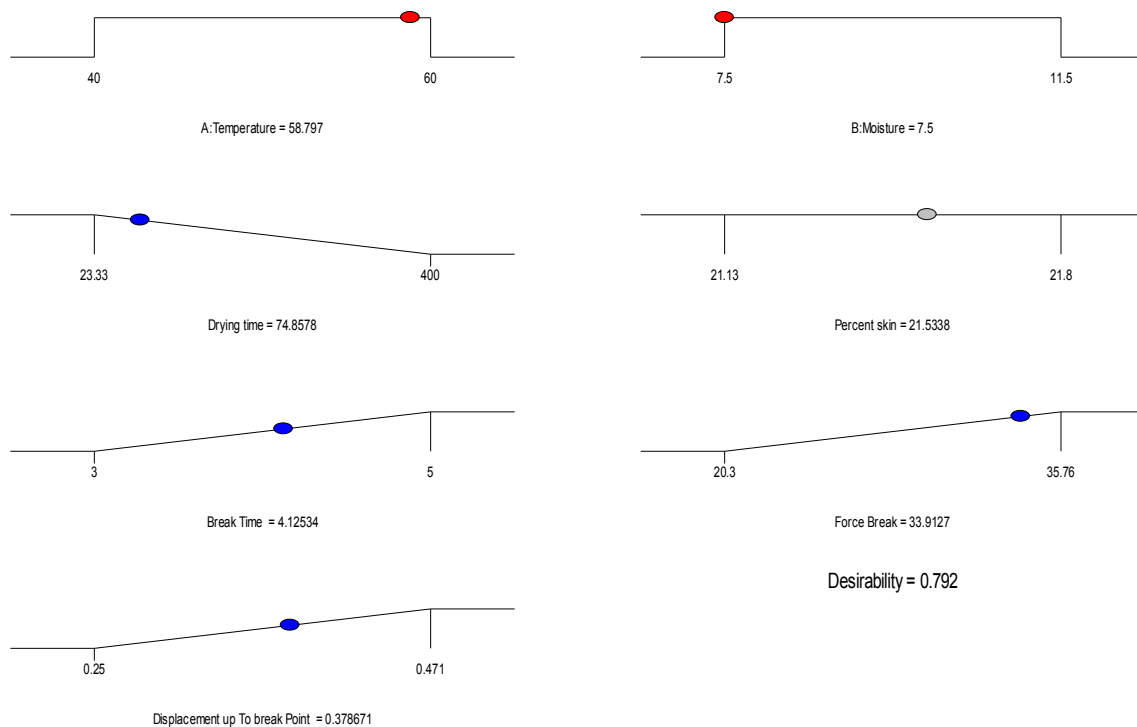 40 60
A:Temperature = 58.797
7.5 11.5
B:Moisture = 7.5
23.33 400
Drying time = 74.8578
21.13 21.8
Percent skin = 21.5338
3 5
Break Time = 4.12534
20.3 35.76
Force Break = 33.9127
0.25 0.471
Displacement up To break Point = 0.378671
Desirability = 0.792